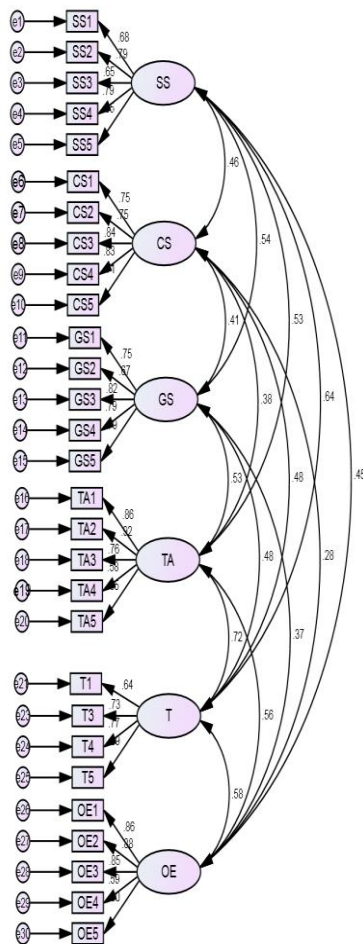 e1 SS1
.68
e2 SS2
.79
e3 SS3
.65
SS
e4 SS4
.79
e5 SS5
e6 CS1
.75
.46
e7 CS2
.75
e8 CS3
.84
CS
.54
e9 CS4
.83
e10 CS5
.41
.53
e11 GS1
.75
e12 GS2
.67
e13 GS3
.82
GS
.38
.64
e14 GS4
.79
e15 GS5
.53
.48
.45
e16 TA1
.86
e17 TA2
.82
e18 TA3
.76
TA
.48
.28
e19 TA4
.58
e20 TA5
.72
.37
e21 T1
.64
.56
e23 T3
.73
T
e24 T4
.77
e25 T5
.58
e26 OE1
.86
e27 OE2
.88
e28 OE3
.85
OE
e29 OE4
.59
e30 OE5